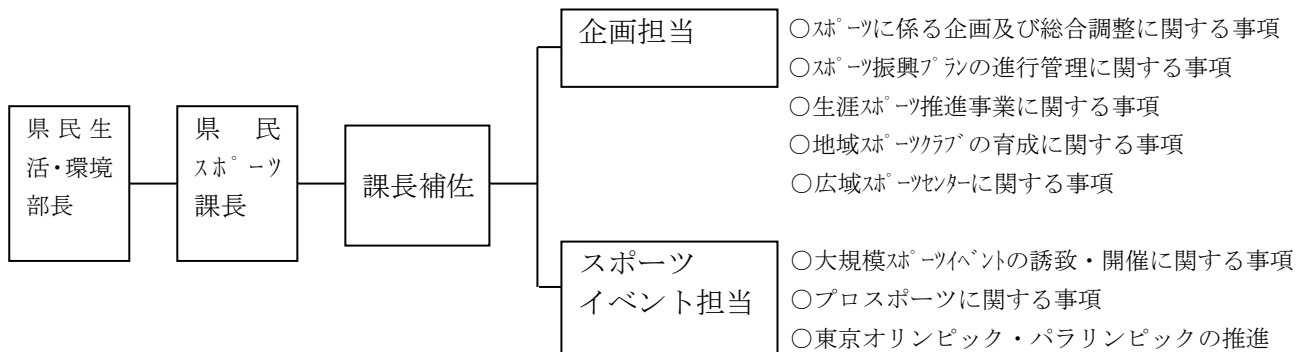 県民生
活・環境
部長
県　民
スポーツ
課長
課長補佐
企画担当
○スポーツに係る企画及び総合調整に関する事項
○スポーツ振興プランの進行管理に関する事項
○生涯スポーツ推進事業に関する事項
○地域スポーツクラブの育成に関する事項
○広域スポーツセンターに関する事項
スポーツ
イベント担当
○大規模スポーツイベントの誘致・開催に関する事項
○プロスポーツに関する事項
○東京オリンピック・パラリンピックの推進